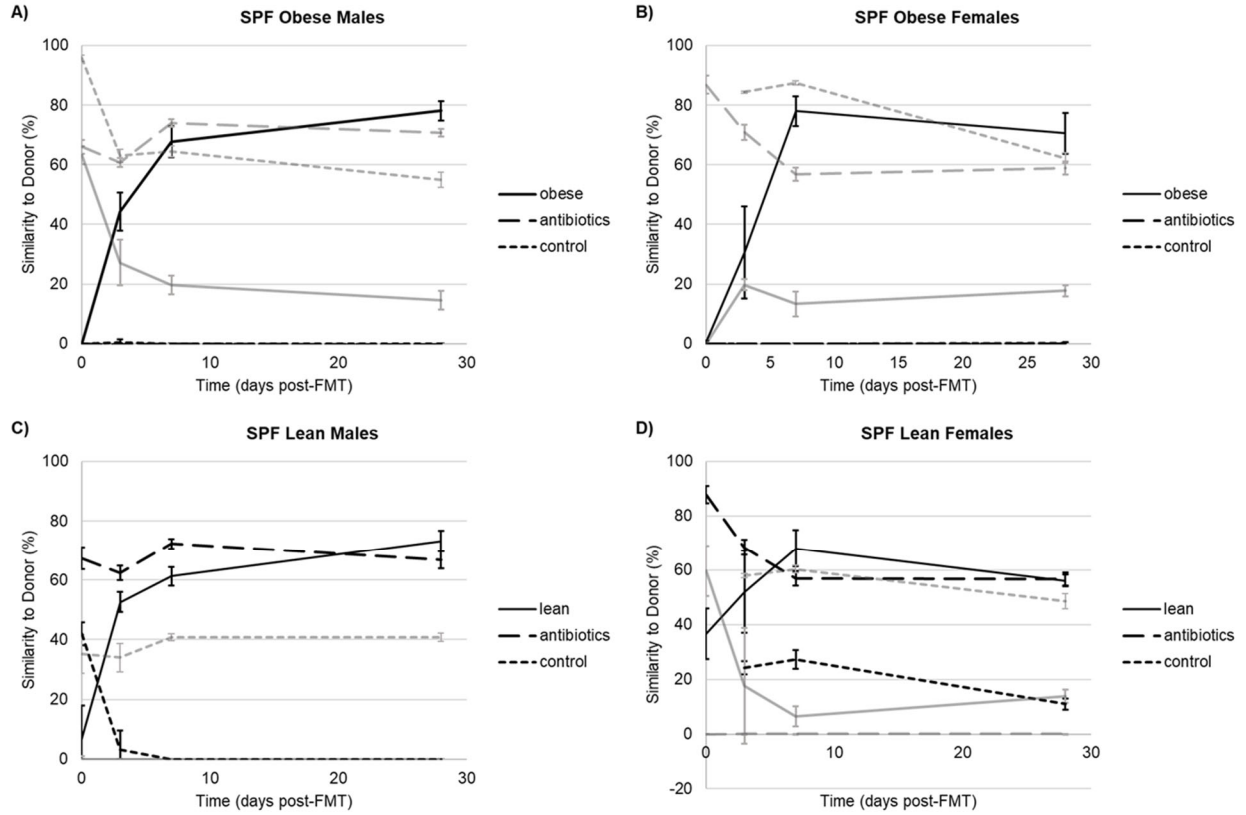 A)
SPF Obese Males
Similarity to Donor (%)
100
80
60
40
20
0
0
10
20
30
Time (days post-FMT)
obese
antibiotics
control
B)
SPF Obese Females
Similarity to Donor (%)
100
80
60
40
20
0
0
5
10
15
20
25
30
Time (days post-FMT)
obese
antibiotics
control
C)
SPF Lean Males
Similarity to Donor (%)
100
80
60
40
20
0
0
10
20
30
Time (days post-FMT)
lean
antibiotics
control
D)
SPF Lean Females
Similarity to Donor (%)
100
80
60
40
20
0
-20
0
10
20
30
Time (days post-FMT)
lean
antibiotics
control